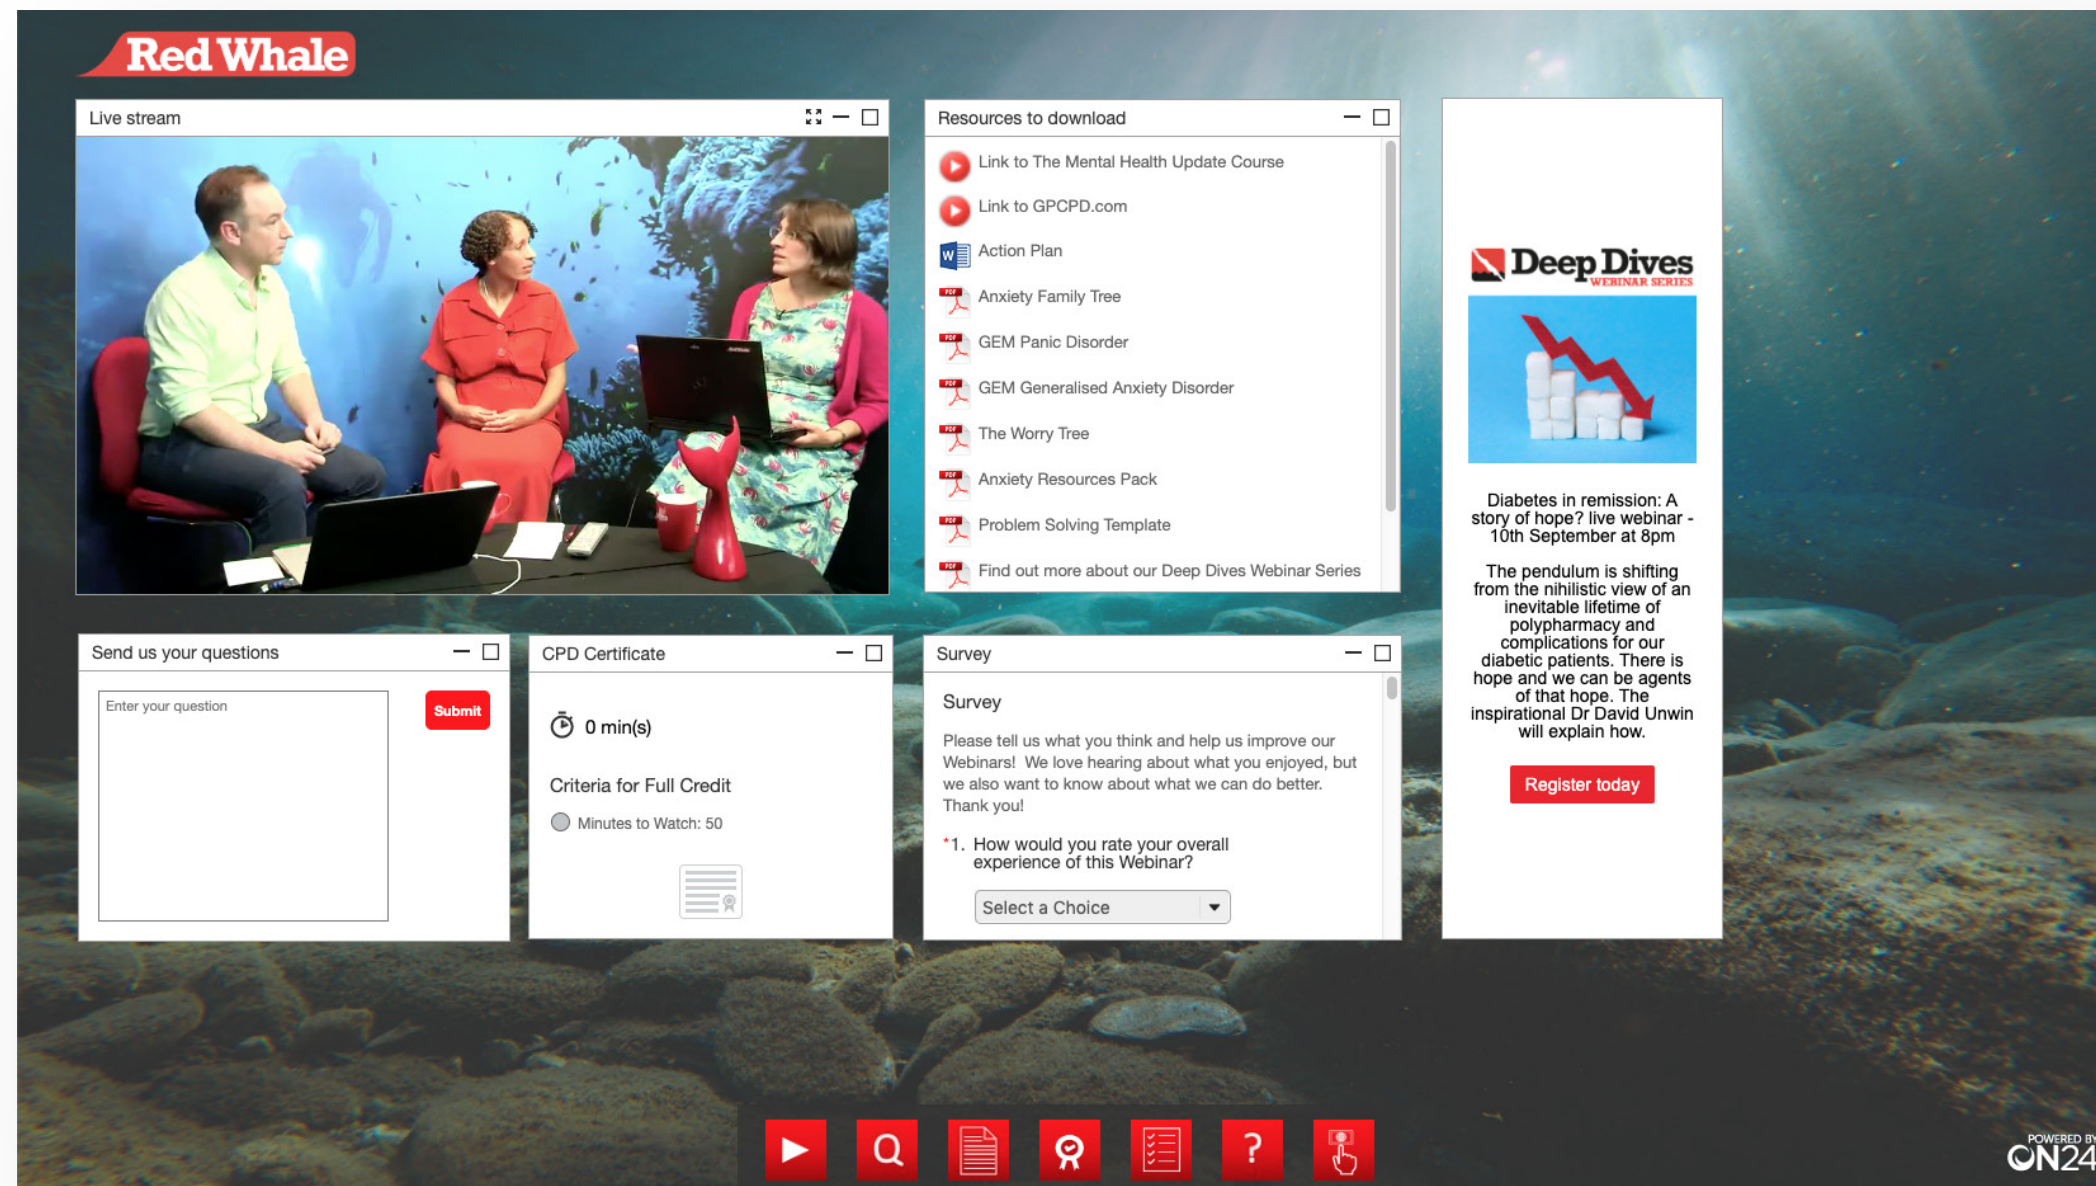 Red Whale
Live stream
Resources to download
Link to The Mental Health Update Course
Link to GPCPD.com
W
Action Plan
PDF
Anxiety Family Tree
PDF
GEM Panic Disorder
PDF
GEM Generalised Anxiety Disorder
PDF
The Worry Tree
PDF
Anxiety Resources Pack
PDF
Problem Solving Template
PDF
Find out more about our Deep Dives Webinar Series
Deep Dives
WEBINAR SERIES
Diabetes in remission: A
story of hope? live webinar -
10th September at 8pm
The pendulum is shifting
from the nihilistic view of an
inevitable lifetime of
polypharmacy and
complications for our
diabetic patients. There is
hope and we can be agents
of that hope. The
inspirational Dr David Unwin
will explain how.
Register today
Send us your questions
Enter your question
Submit
CPD Certificate
0 min(s)
Criteria for Full Credit
Minutes to Watch: 50
Survey
Survey
Please tell us what you think and help us improve our
Webinars! We love hearing about what you enjoyed, but
we also want to know about what we can do better.
Thank you!
*1. How would you rate your overall
experience of this Webinar?
Select a Choice
Q
?
POWERED BY
ON24